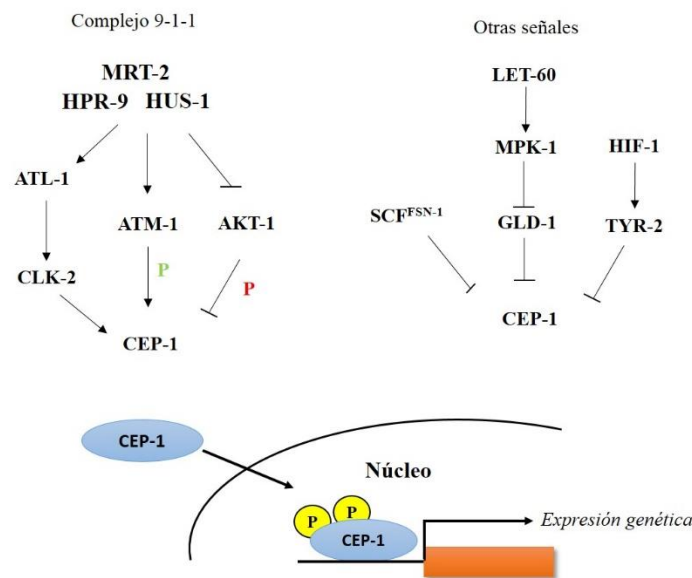 Complejo 9-1-1
MRT-2
HPR-9 HUS-1
ATL-1
ATM-1
AKT-1
CLK-2
P
P
CEP-1
Otras señales
LET-60
MPK-1
HIF-1
SCF^FSN-1
GLD-1
TYR-2
CEP-1
CEP-1
Núcleo
P
P
CEP-1
Expresión genética